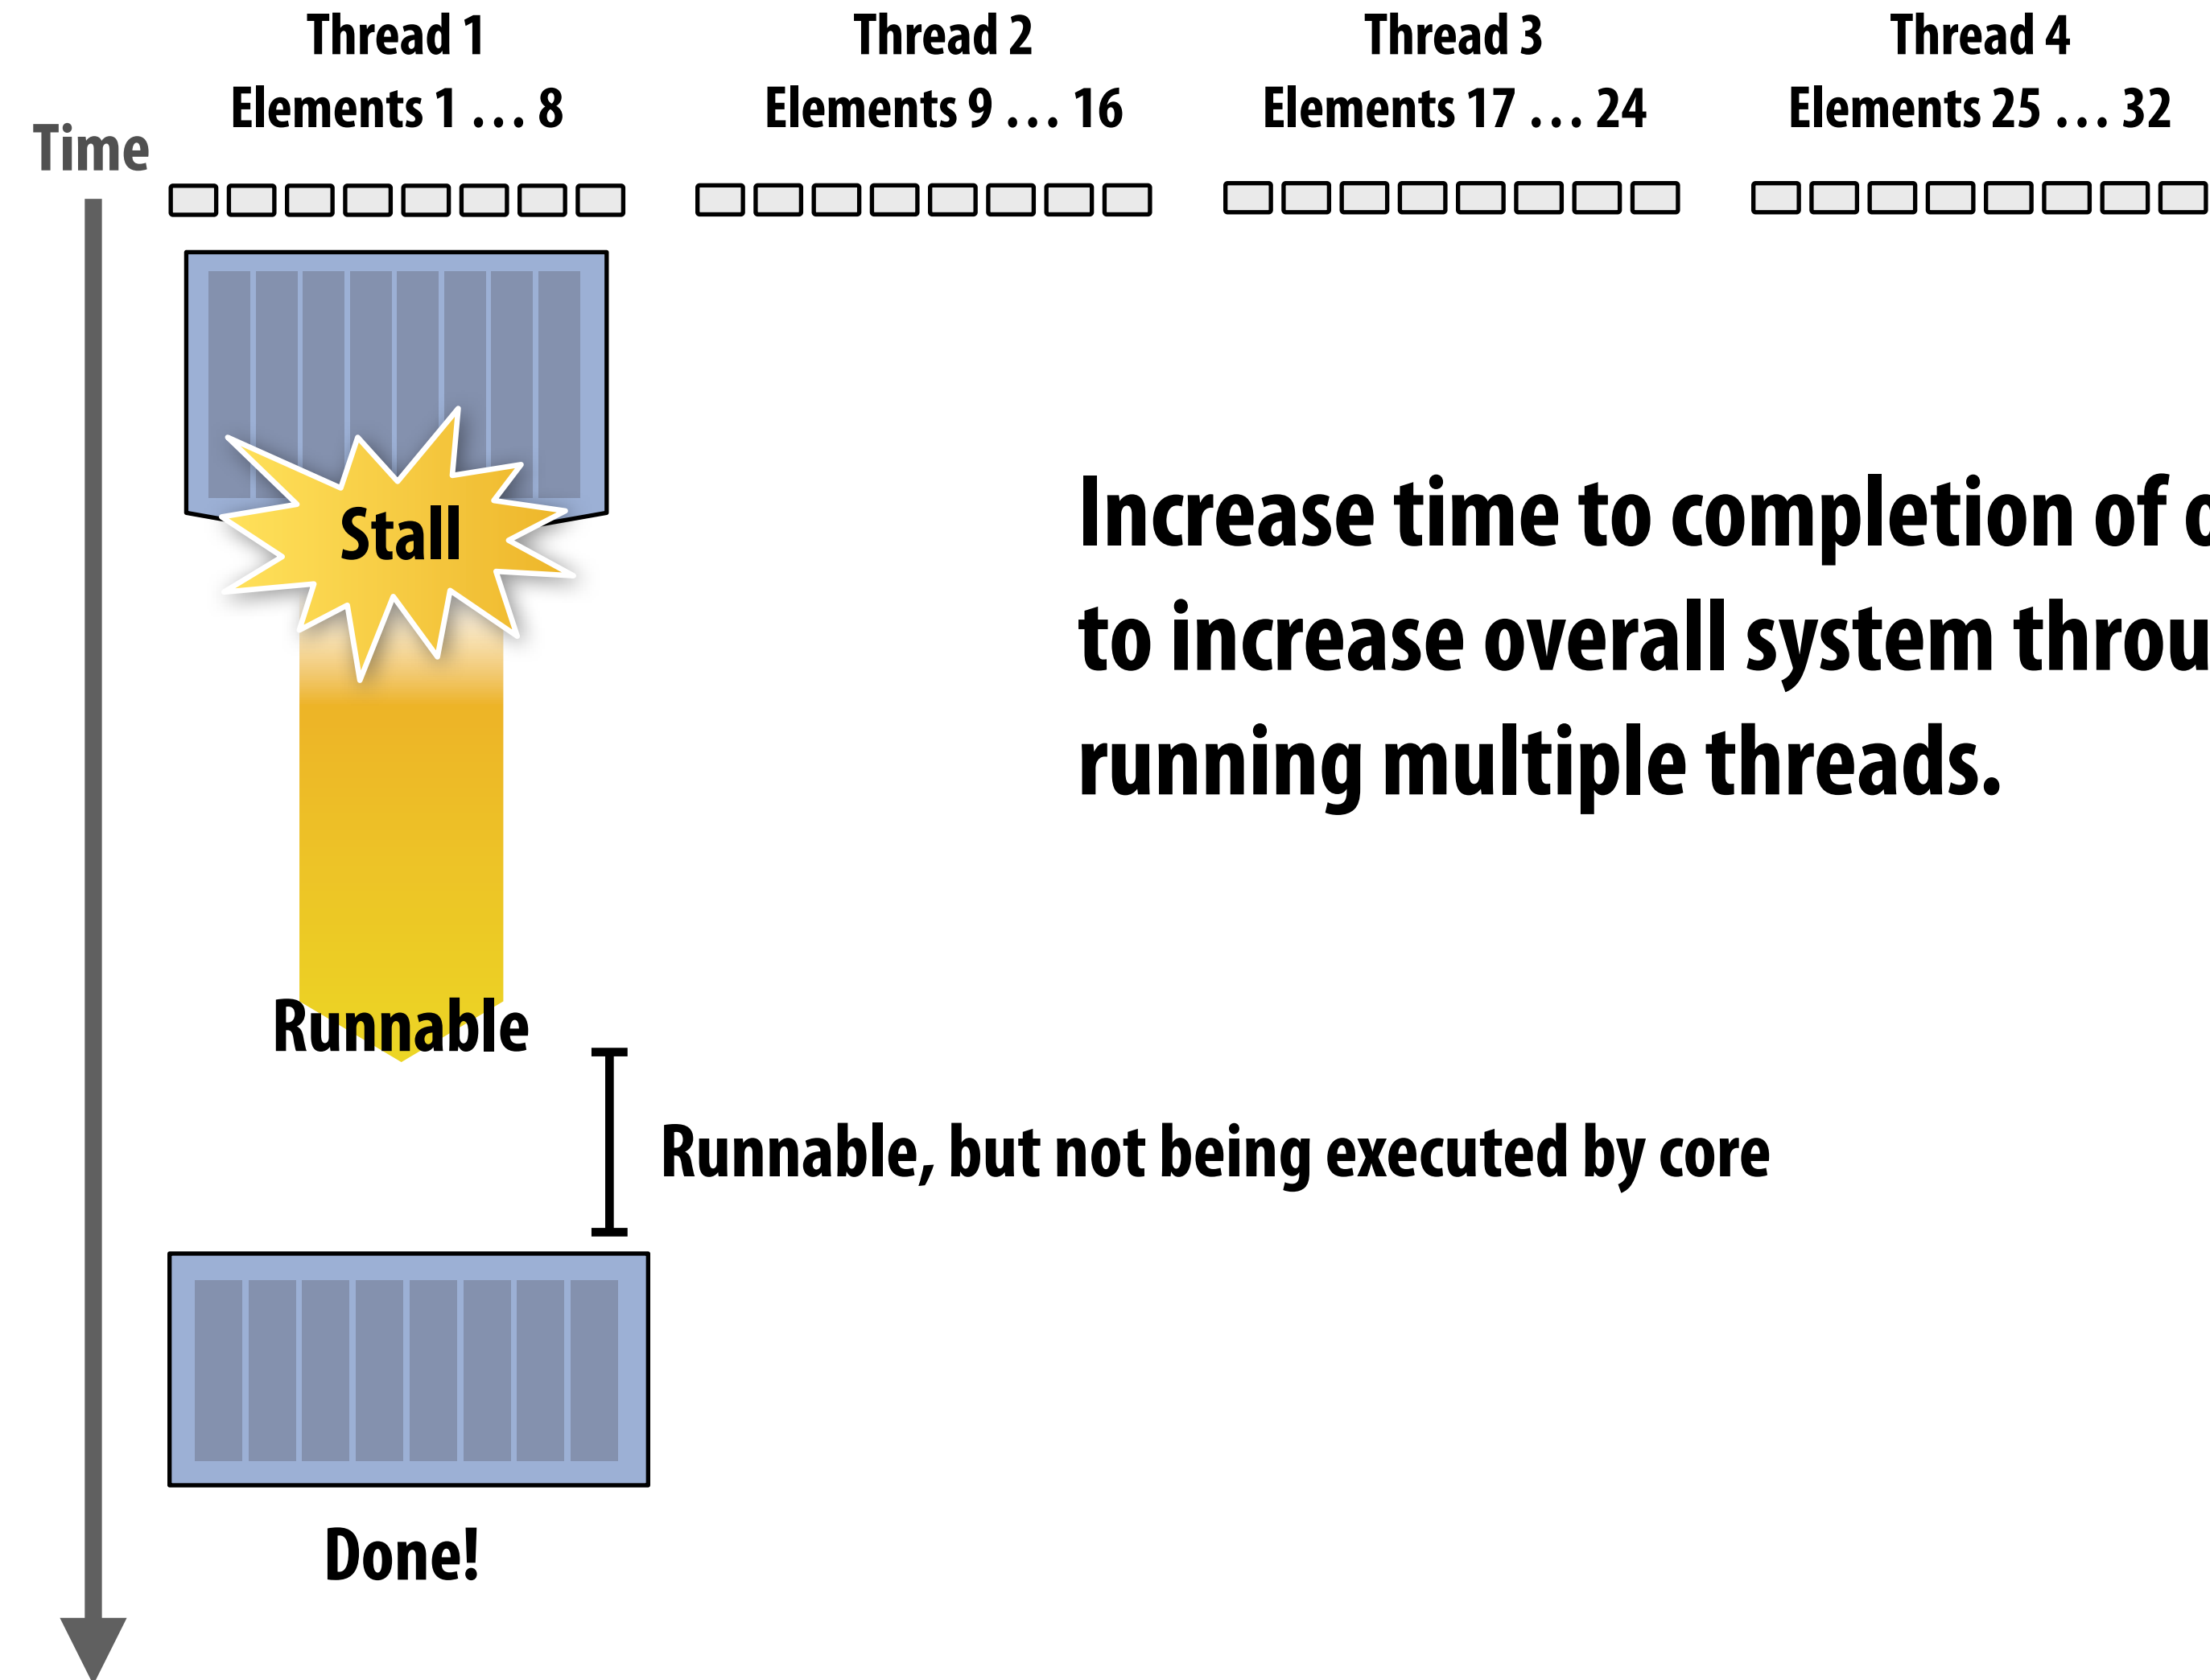 Thread 1
Elements 1 … 8
Thread 2
Elements 9 … 16
Thread 3
Elements 17 … 24
Thread 4
Elements 25 … 32
Time
Stall
Increase time to completion of
to increase overall system
running multiple threads.
Runnable
Runnable, but not being executed by core
Done!